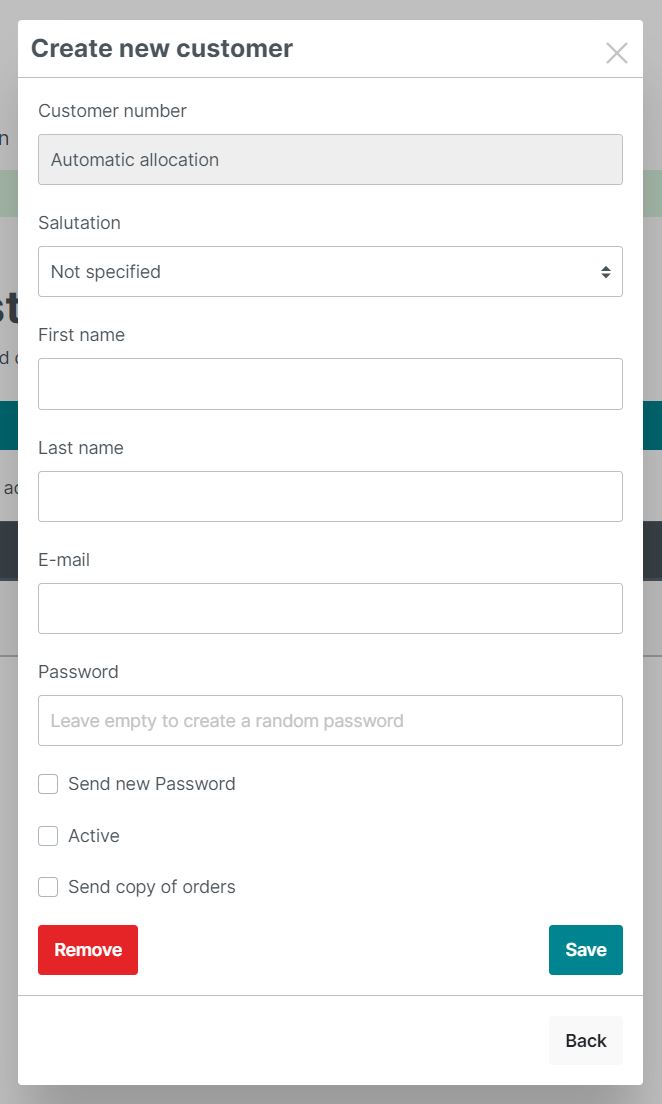 Create new customer
Customer number
Automatic allocation
Salutation
Not specified
First name
Last name
E-mail
Password
Leave empty to create a random password
Send new Password
Active
Send copy of orders
Remove
Save
Back